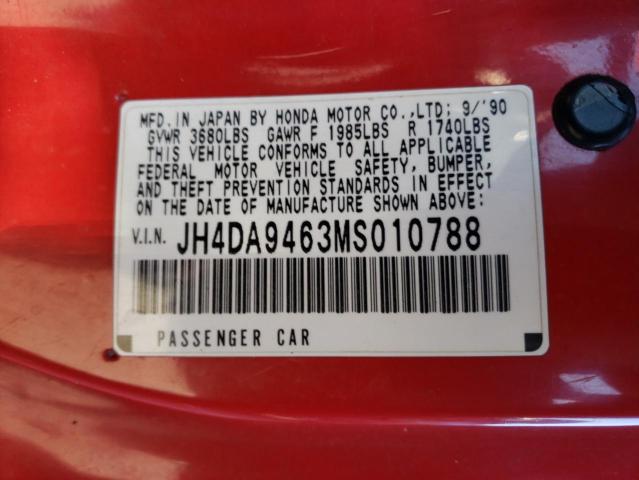 MFD.IN JAPAN BY HONDA MOTOR CO.,LTD; 9/'90
GVWR 3680LBS GAWR F 1985LBS R 1740LBS
THIS VEHICLE CONFORMS TO ALL APPLICABLE
FEDERAL MOTOR VEHICLE SAFETY, BUMPER,
AND THEFT PREVENTION STANDARDS IN EFFECT
ON THE DATE OF MANUFACTURE SHOWN ABOVE:
V.I.N. JH4DA9463MS010788
PASSENGER CAR